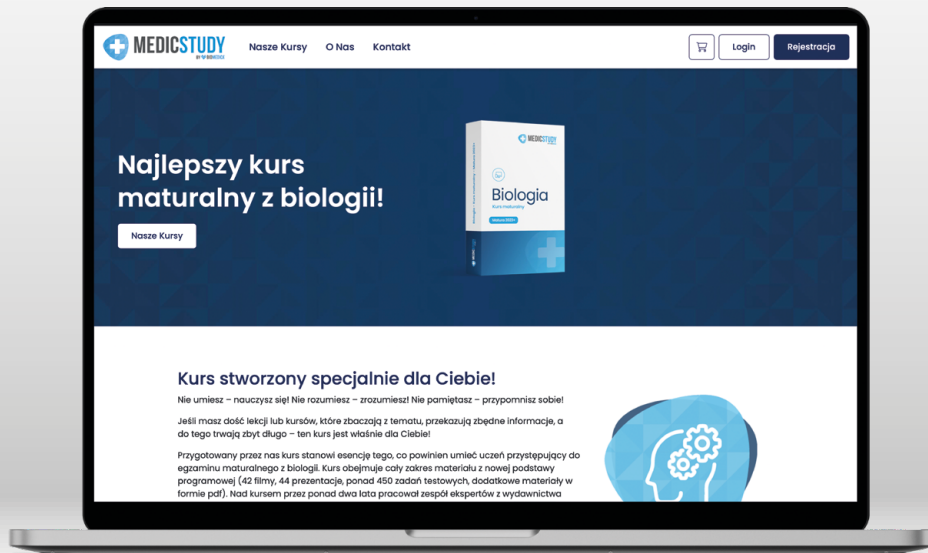 MEDICSTUDY
BY BIOMEDICA
Nasze Kursy
O Nas
Kontakt
Login
Rejestracja
Najlepszy kurs
maturalny z biologii!
Nasze Kursy
MEDICSTUDY
Biologia
Kurs maturalny
Kurs stworzony specjalnie dla Ciebie!
Nie umiesz – nauczysz się! Nie rozumiesz – zrozumiesz! Nie pamiętasz – przypomnisz sobie!
Jeśli masz dość lekcji lub kursów, które zbaczają z tematu, przekazują zbędne informacje, a
do tego trwają zbyt długo – ten kurs jest właśnie dla Ciebie!
Przygotowany przez nas kurs stanowi esencję tego, co powinien umieć uczeń przystępujący do
egzaminu maturalnego z biologii. Kurs obejmuje cały zakres materiału z nowej podstawy
programowej (42 filmy, 44 prezentacje, ponad 450 zadań testowych, dodatkowe materiały w
formie pdf). Nad kursem przez ponad dwa lata pracował zespół ekspertów z wydawnictwa